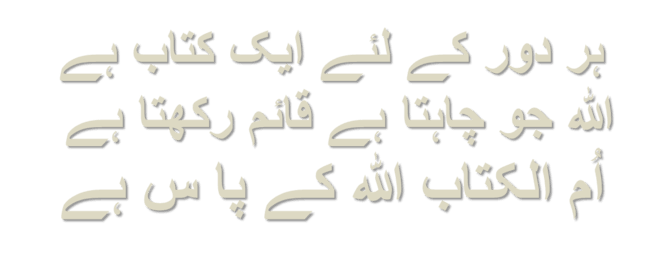 ہر دور کے لئے ایک کتاب ہے
اللہ جو چاہتا ہے قائم رکھتا ہے
اُم الکتاب اللہ کے پا س ہے